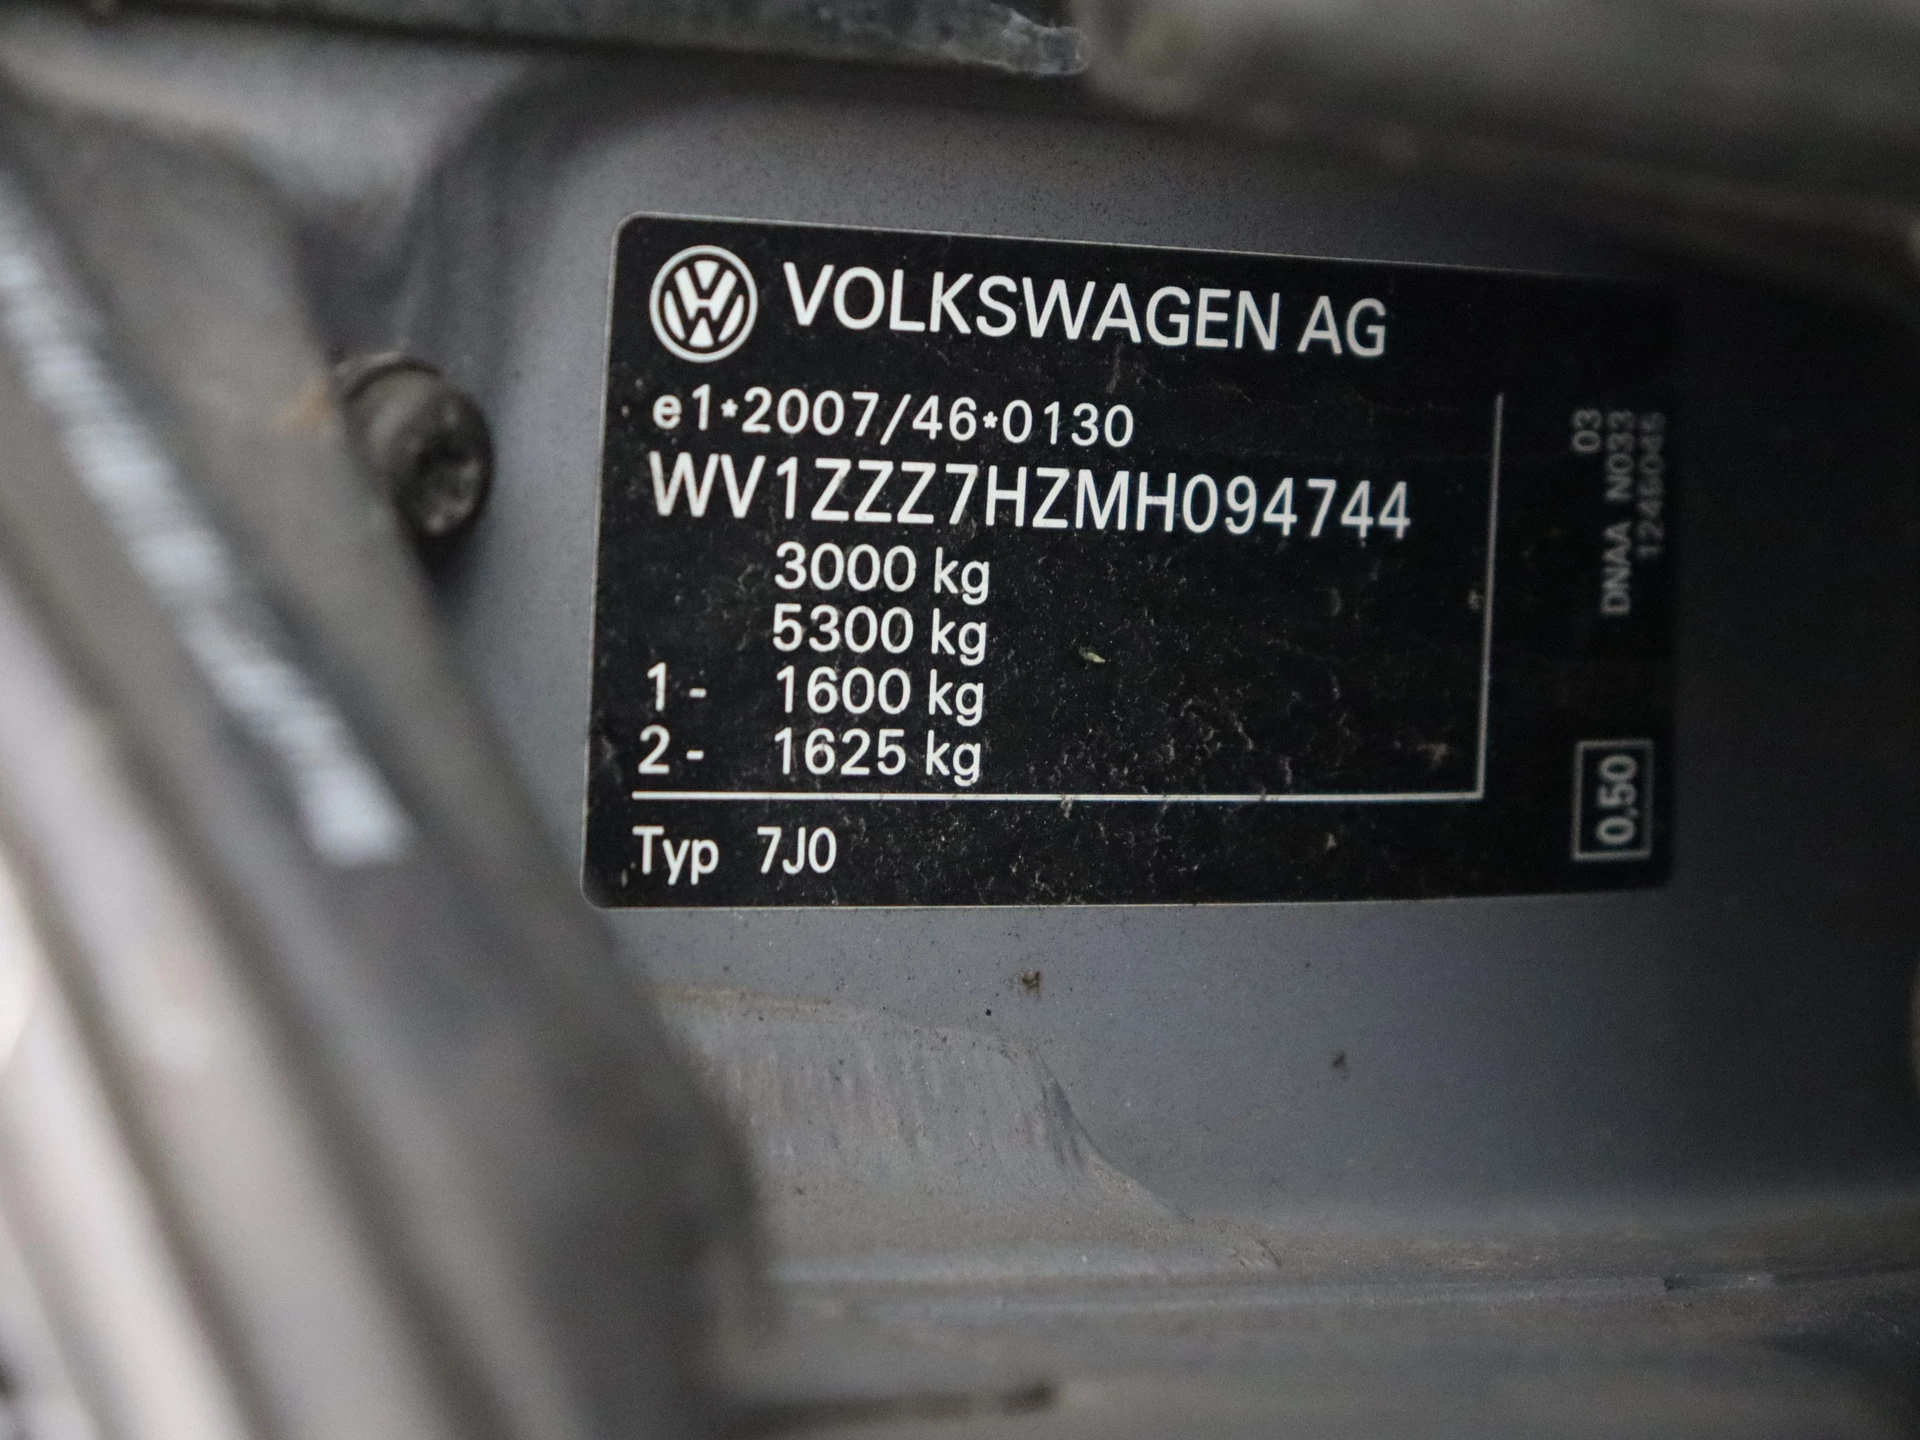 VOLKSWAGEN AG
e1*2007/46*0130
WV1ZZZ7HZMH094744
3000 kg
5300 kg
1- 1600 kg
2- 1625 kg
Typ 7J0
03
DNAA N033
1246045
0,50